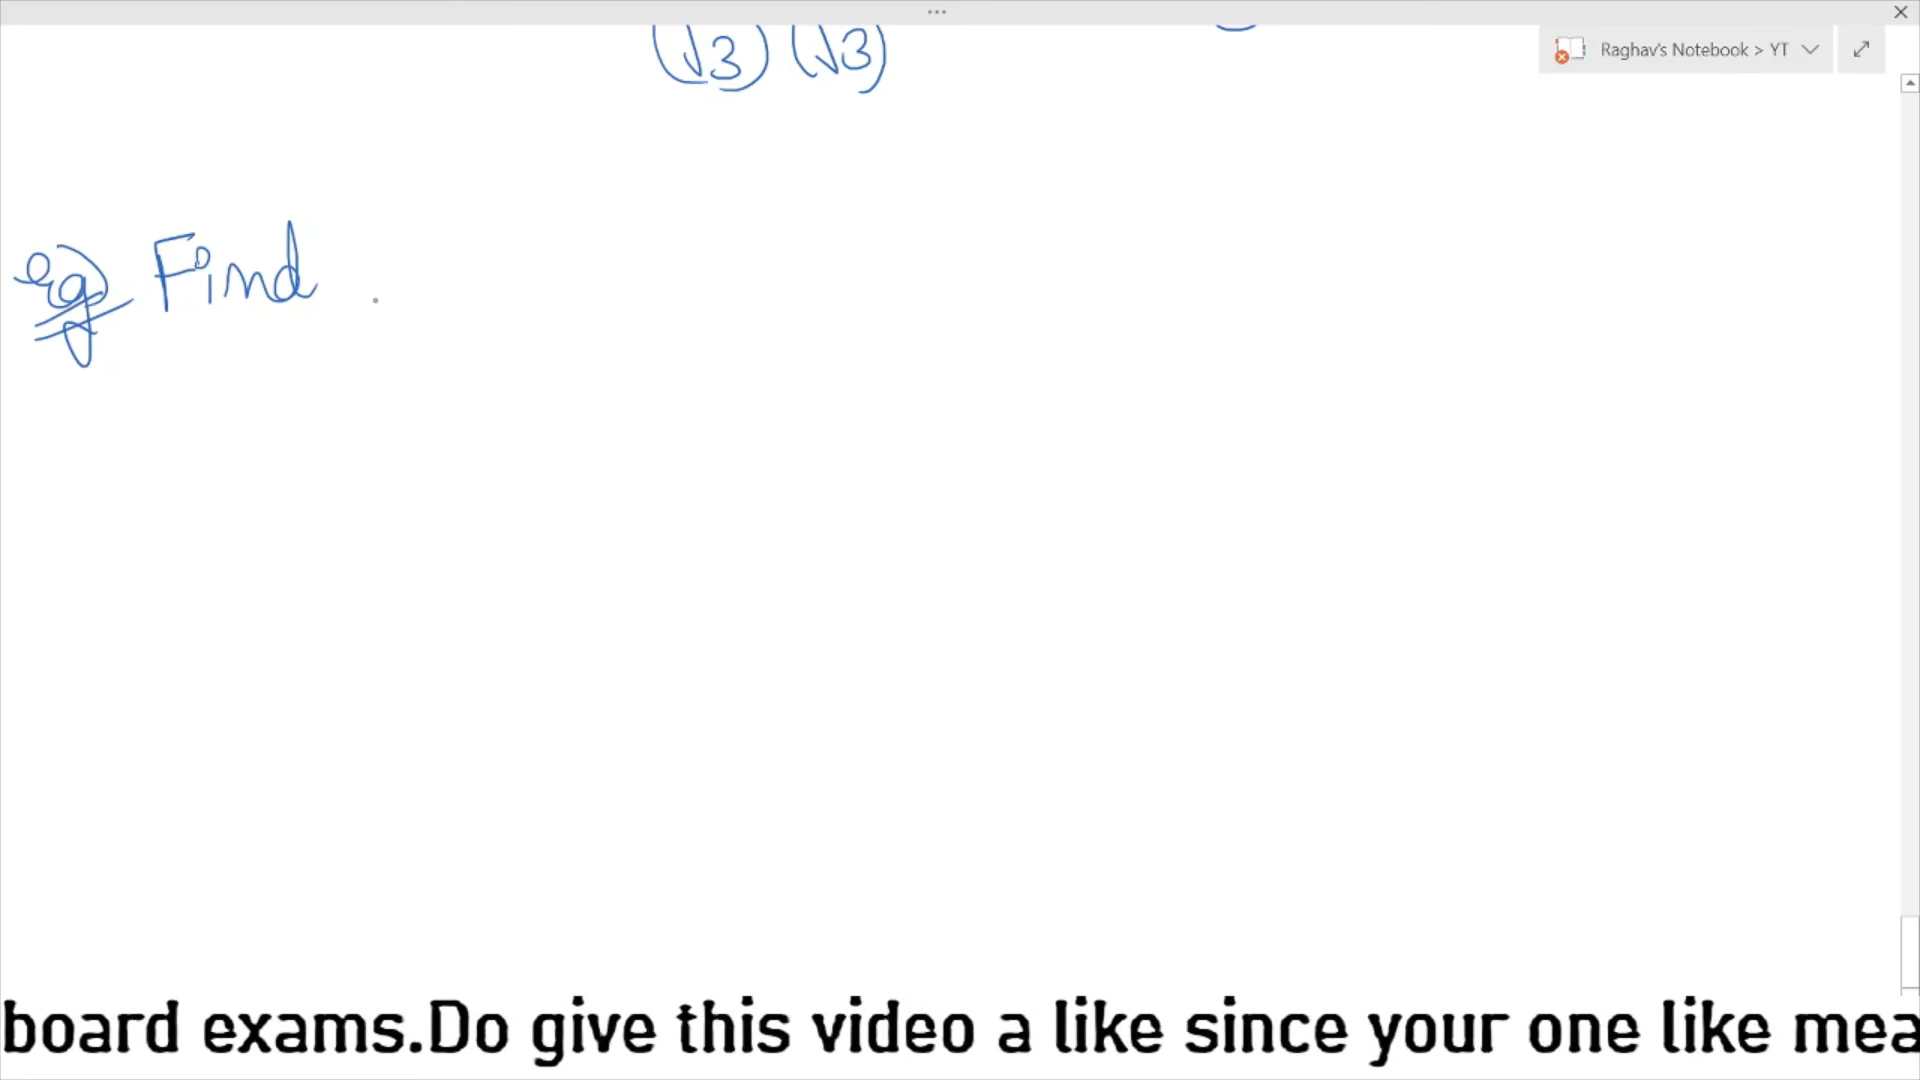 (√3) (√3)
Raghav's Notebook > YT
eg) Find
board exams.Do give this video a like since your one like mea